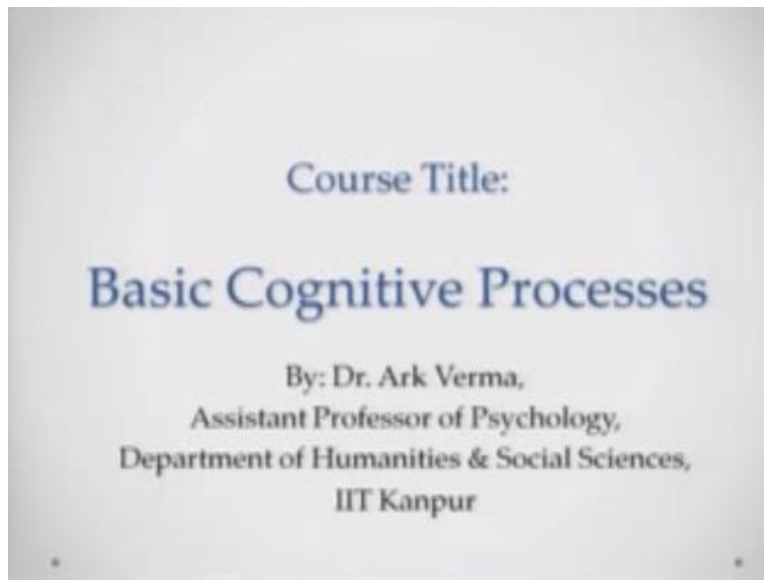 Course Title:
Basic Cognitive Processes
By: Dr. Ark Verma,
Assistant Professor of Psychology,
Department of Humanities & Social Sciences,
IIT Kanpur